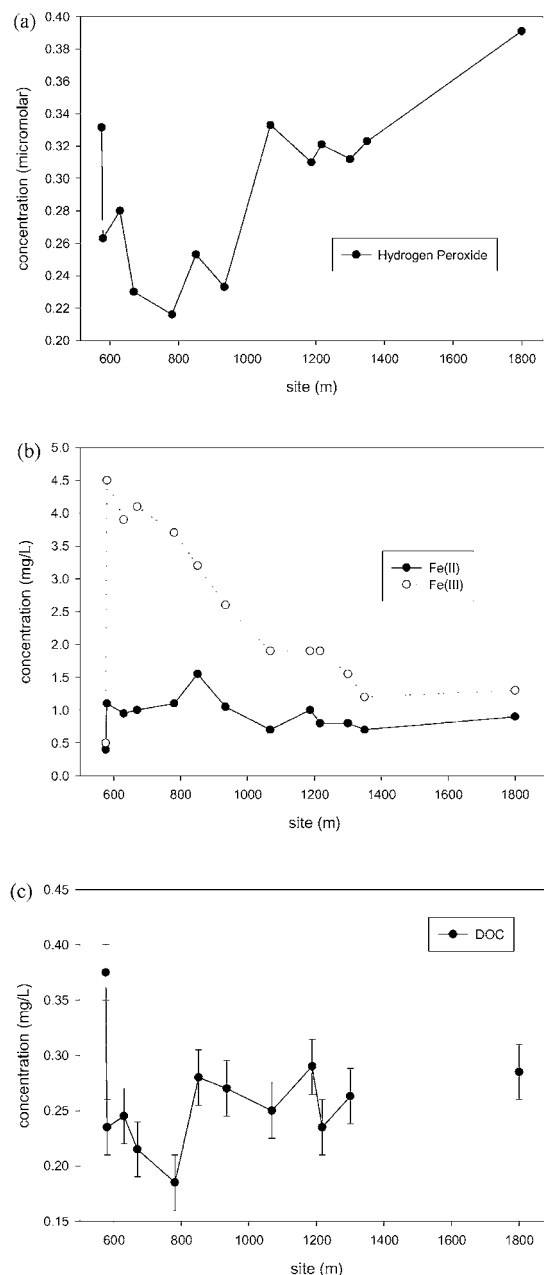 (a)
0.40
0.38
0.36
0.34
0.32
0.30
0.28
0.26
0.24
0.22
0.20
concentration (micromolar)
Hydrogen Peroxide
600 800 1000 1200 1400 1600 1800
site (m)
(b)
5.0
4.5
4.0
3.5
3.0
2.5
2.0
1.5
1.0
0.5
0.0
concentration (mg/L)
Fe(II)
Fe(III)
600 800 1000 1200 1400 1600 1800
site (m)
(c)
0.45
0.40
0.35
0.30
0.25
0.20
0.15
concentration (mg/L)
DOC
600 800 1000 1200 1400 1600 1800
site (m)